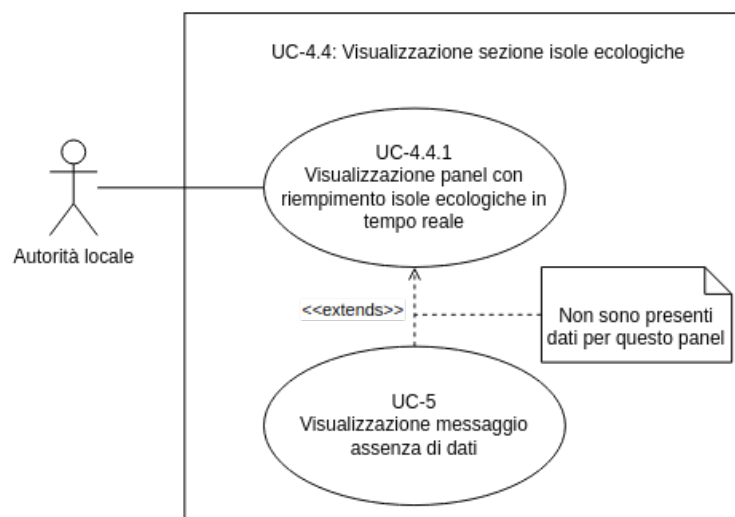 UC-4.4: Visualizzazione sezione isole ecologiche
UC-4.4.1
Visualizzazione panel con
riempimento isole ecologiche in
tempo reale
Autorità locale
<<extends>>
Non sono presenti
dati per questo panel
UC-5
Visualizzazione messaggio
assenza di dati